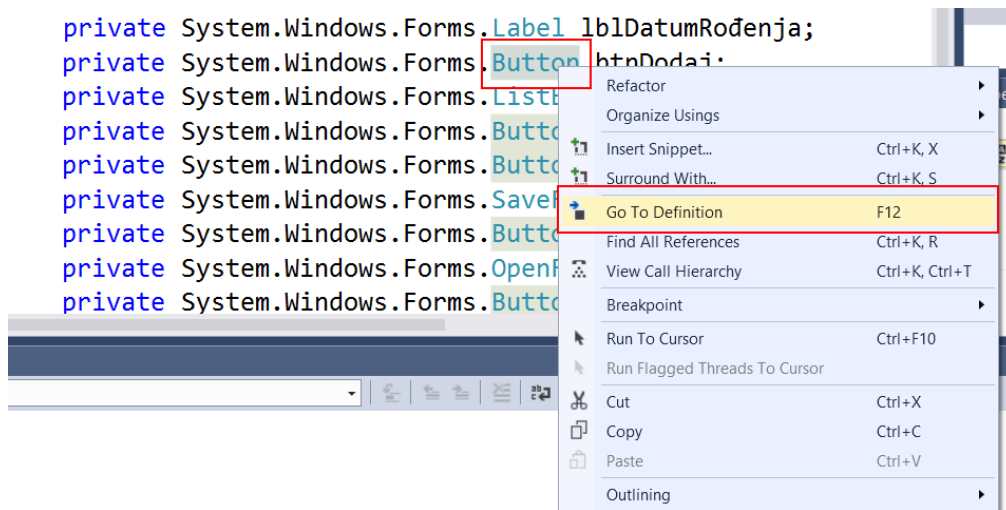 private System.Windows.Forms.Label lblDatumRođenja;
private System.Windows.Forms.Button btnDodaj;
private System.Windows.Forms.ListB
private System.Windows.Forms.Butto
private System.Windows.Forms.Butto
private System.Windows.Forms.SaveF
private System.Windows.Forms.Butto
private System.Windows.Forms.OpenF
private System.Windows.Forms.Butto
Refactor
Organize Usings
Insert Snippet... Ctrl+K, X
Surround With... Ctrl+K, S
Go To Definition F12
Find All References Ctrl+K, R
View Call Hierarchy Ctrl+K, Ctrl+T
Breakpoint
Run To Cursor Ctrl+F10
Run Flagged Threads To Cursor
Cut Ctrl+X
Copy Ctrl+C
Paste Ctrl+V
Outlining